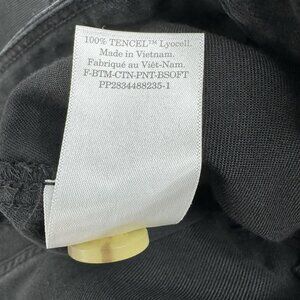 100% TENCEL™ Lyocell.
Made in Vietnam.
Fabriqué au Viêt-Nam.
F-BTM-CTN-PNT-BSOFT
PP2834488235-1